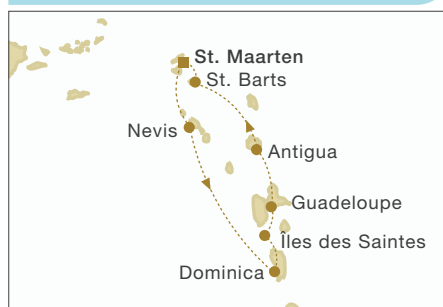 St. Maarten
St. Barts
Nevis
Antigua
Guadeloupe
Îles des Saintes
Dominica